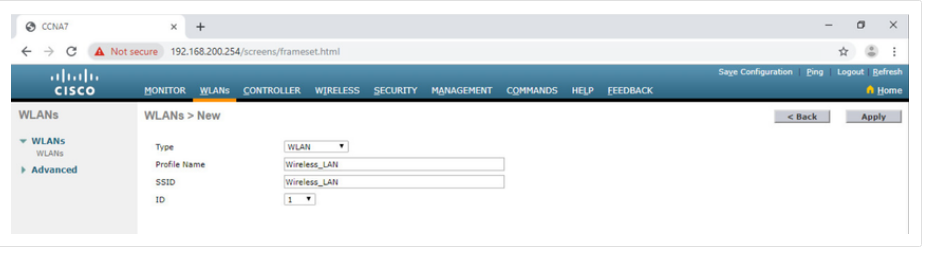 CCNA7
Not secure 192.168.200.254/screens/frameset.html
Save Configuration Ping Logout Refresh
CISCO MONITOR WLANs CONTROLLER WIRELESS SECURITY MANAGEMENT COMMANDS HELP FEEDBACK Home
WLANs WLANs > New < Back Apply
WLANs
WLANs
Advanced
Type WLAN
Profile Name Wireless_LAN
SSID Wireless_LAN
ID 1